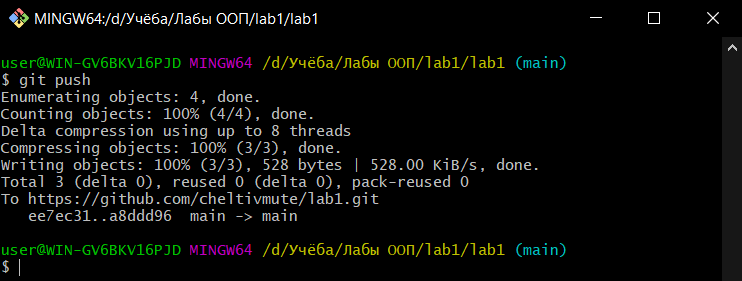 MINGW64:/d/Учёба/Лабы ООП/lab1/lab1
user@WIN-GV6BKV16PJD MINGW64 /d/Учёба/Лабы ООП/lab1/lab1 (main)
$ git push
Enumerating objects: 4, done.
Counting objects: 100% (4/4), done.
Delta compression using up to 8 threads
Compressing objects: 100% (3/3), done.
Writing objects: 100% (3/3), 528 bytes | 528.00 KiB/s, done.
Total 3 (delta 0), reused 0 (delta 0), pack-reused 0
To https://github.com/cheltivmute/lab1.git
   ee7ec31..a8ddd96  main -> main
user@WIN-GV6BKV16PJD MINGW64 /d/Учёба/Лабы ООП/lab1/lab1 (main)
$